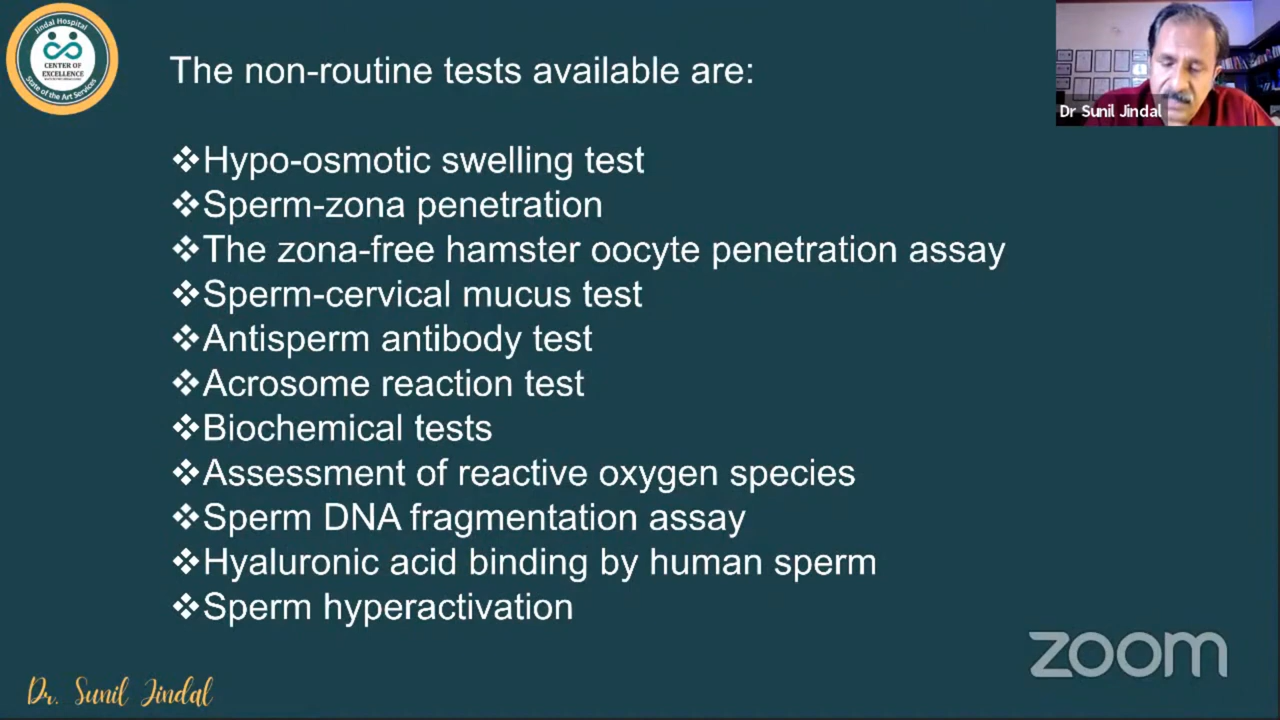 Jindal Hospital
CENTER OF
EXCELLENCE
State of the Art Services
The non-routine tests available are:
Dr Sunil Jindal
❖Hypo-osmotic swelling test
❖Sperm-zona penetration
❖The zona-free hamster oocyte penetration assay
❖Sperm-cervical mucus test
❖Antisperm antibody test
❖Acrosome reaction test
❖Biochemical tests
❖Assessment of reactive oxygen species
❖Sperm DNA fragmentation assay
❖Hyaluronic acid binding by human sperm
❖Sperm hyperactivation
zoom
Dr. Sunil Jindal